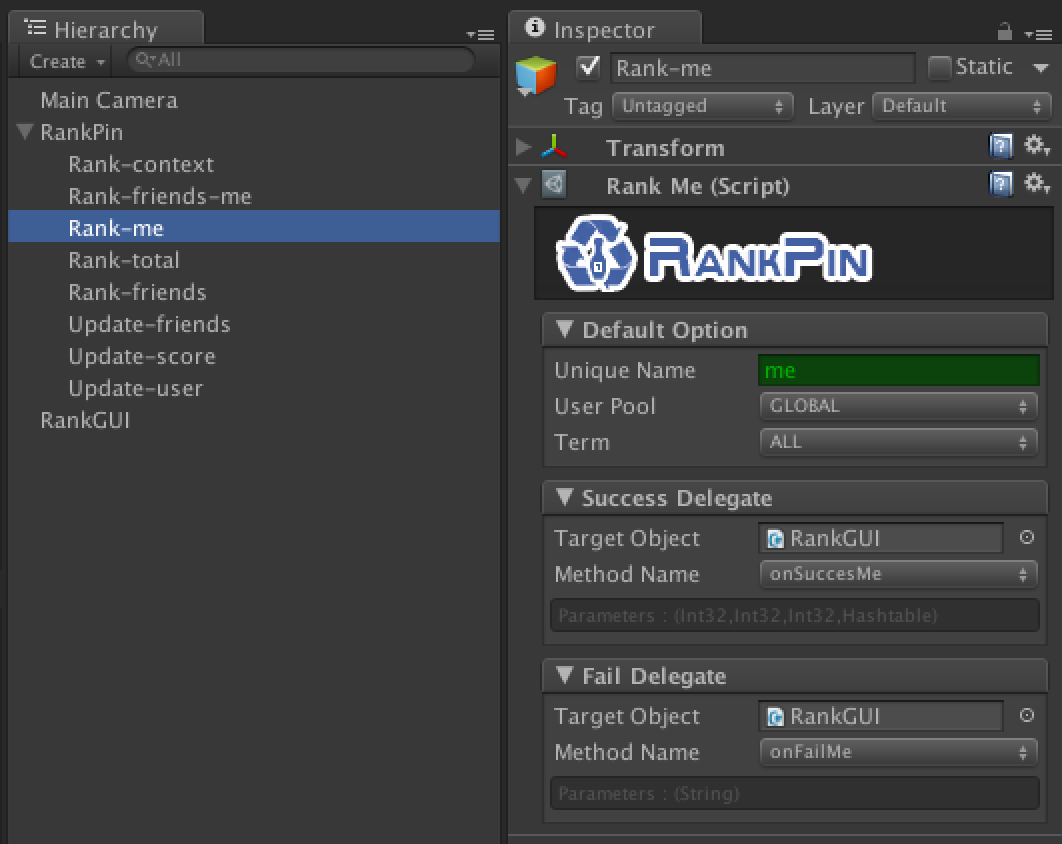 Hierarchy
Create
All
Main Camera
RankPin
Rank-context
Rank-friends-me
Rank-me
Rank-total
Rank-friends
Update-friends
Update-score
Update-user
RankGUI
Inspector
Rank-me
Static
Tag Untagged Layer Default
Transform
Rank Me (Script)
RANKPIN
Default Option
Unique Name me
User Pool GLOBAL
Term ALL
Success Delegate
Target Object RankGUI
Method Name onSuccesMe
Parameters : (Int32,Int32,Int32,Hashtable)
Fail Delegate
Target Object RankGUI
Method Name onFailMe
Parameters : (String)